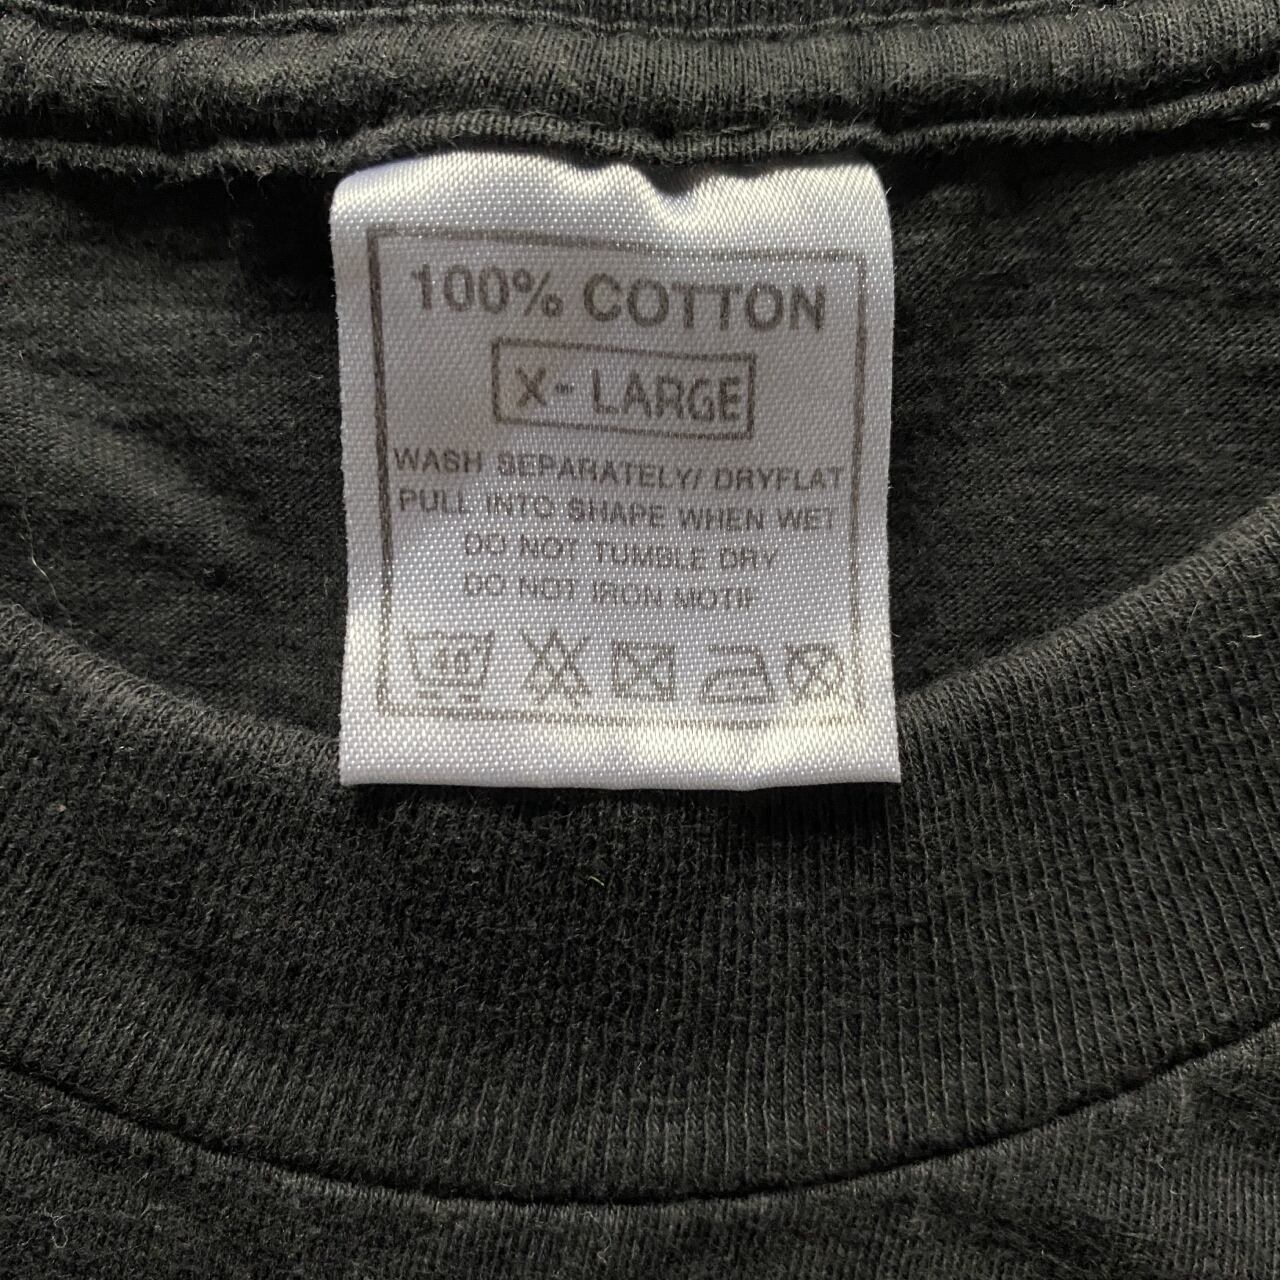 100% COTTON
X- LARGE
WASH SEPARATELY/ DRYFLAT
PULL INTO SHAPE WHEN WET
DO NOT TUMBLE DRY
DO NOT IRON MOTIF
40